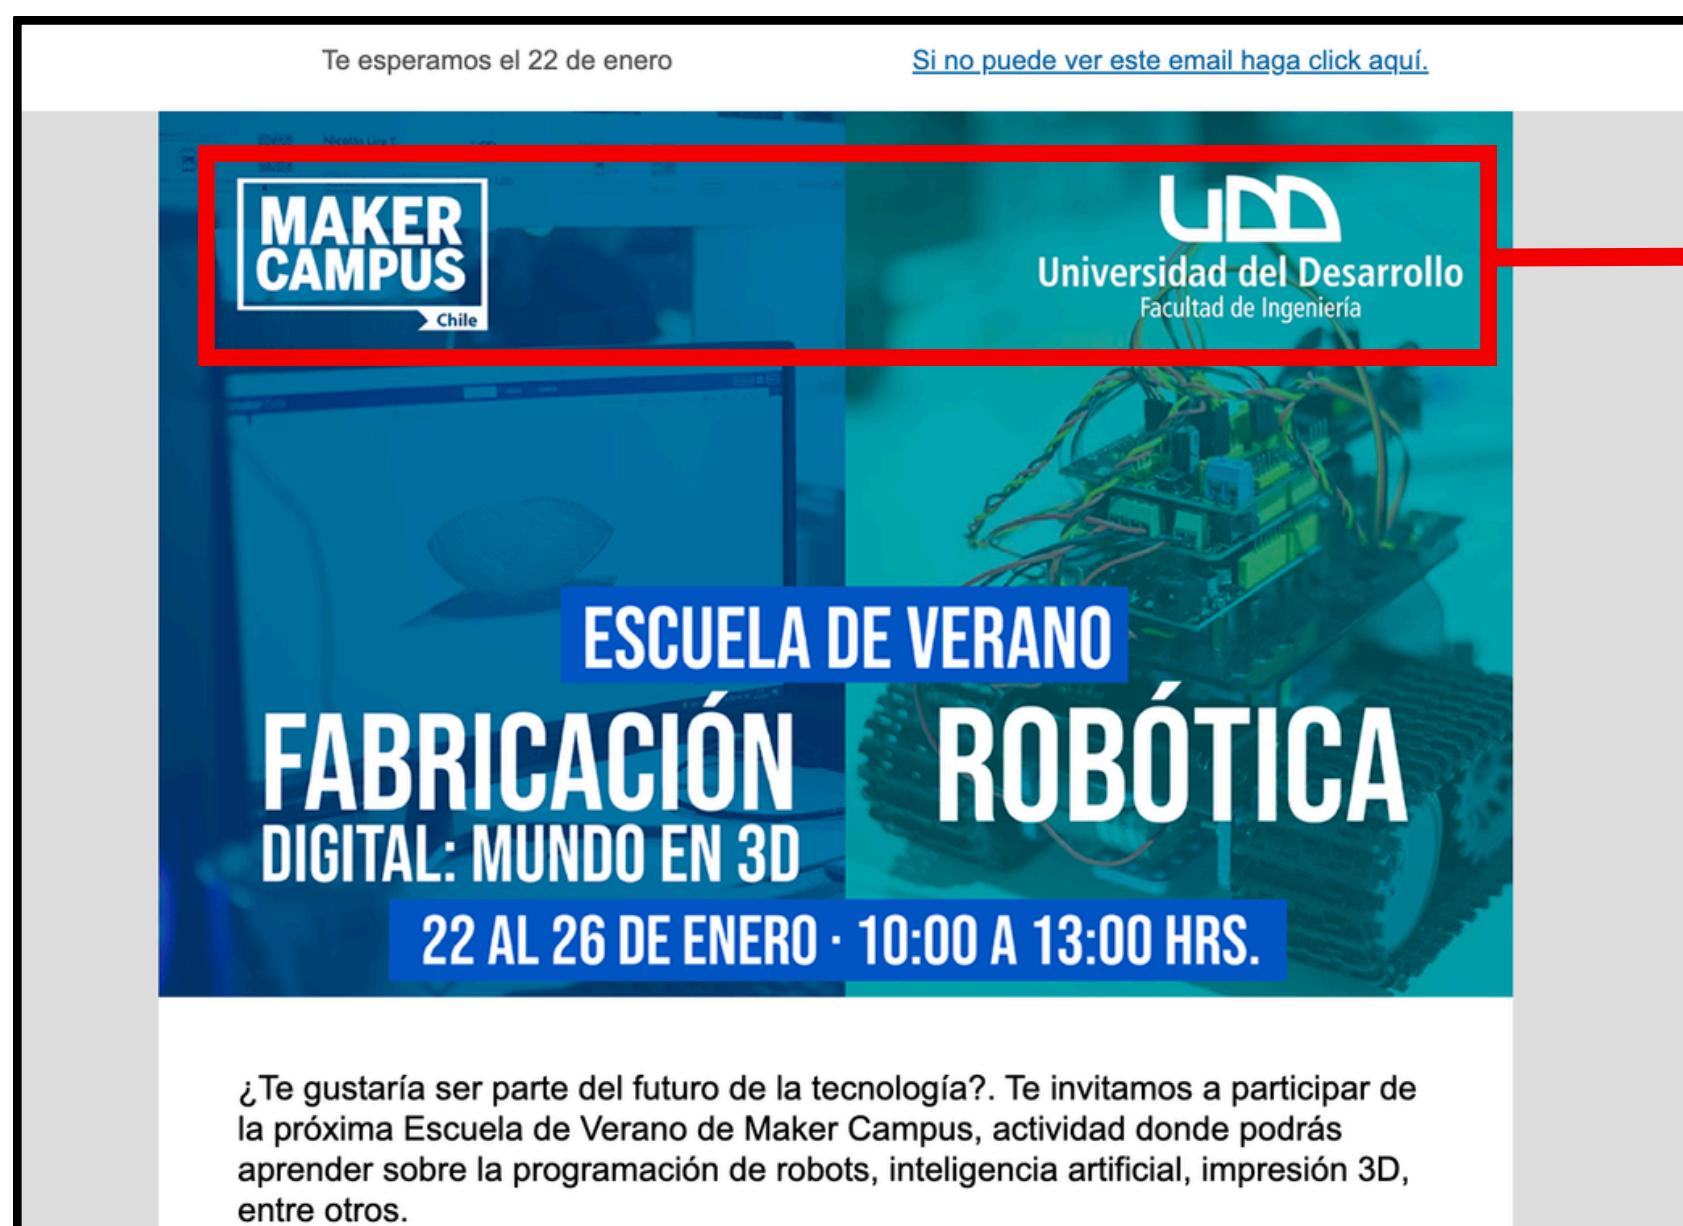 Te esperamos el 22 de enero
Si no puede ver este email haga click aquí.
Nicolás Lira T.
MAKER
CAMPUS
Chile
UDD
Universidad del Desarrollo
Facultad de Ingeniería
ESCUELA DE VERANO
FABRICACIÓN
DIGITAL: MUNDO EN 3D
ROBÓTICA
22 AL 26 DE ENERO · 10:00 A 13:00 HRS.
¿Te gustaría ser parte del futuro de la tecnología?. Te invitamos a participar de
la próxima Escuela de Verano de Maker Campus, actividad donde podrás
aprender sobre la programación de robots, inteligencia artificial, impresión 3D,
entre otros.